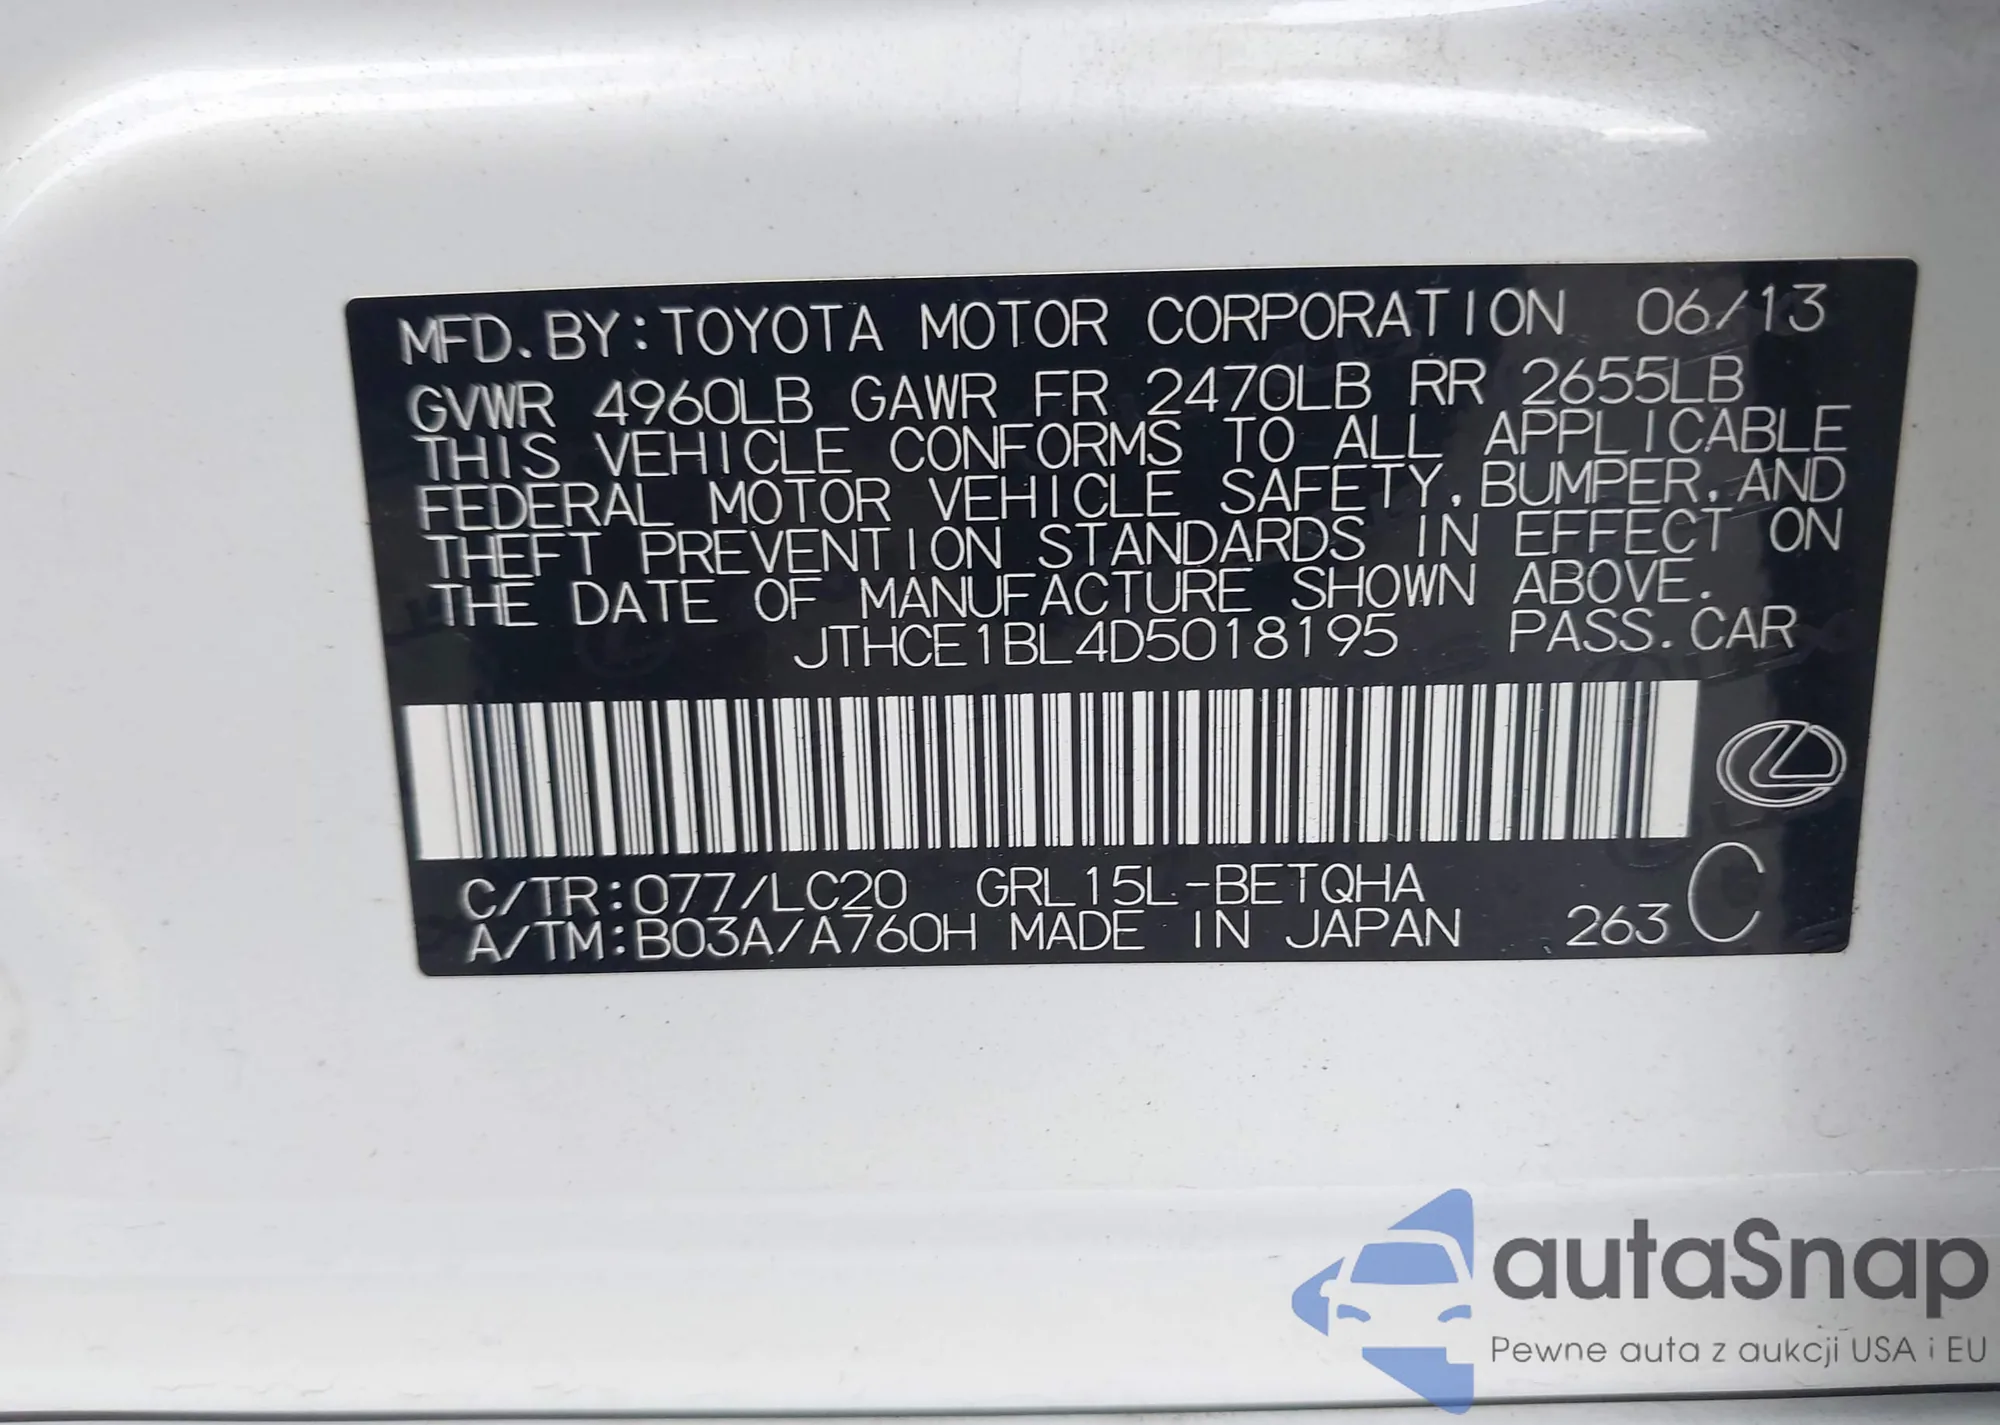 MFD. BY: TOYOTA MOTOR CORPORATION 06/13
GVWR 4960LB GAWR FR 2470LB RR 2655LB
THIS VEHICLE CONFORMS TO ALL APPLICABLE
FEDERAL MOTOR VEHICLE SAFETY, BUMPER, AND
THEFT PREVENTION STANDARDS IN EFFECT ON
THE DATE OF MANUFACTURE SHOWN ABOVE.
JTHCE1BL4D5018195 PASS. CAR
C/TR: 077/LC20 GRL15L-BETQHA
A/TM: B03A/A760H MADE IN JAPAN 263 C
autaSnap
Pewne auta z aukcji USA i EU